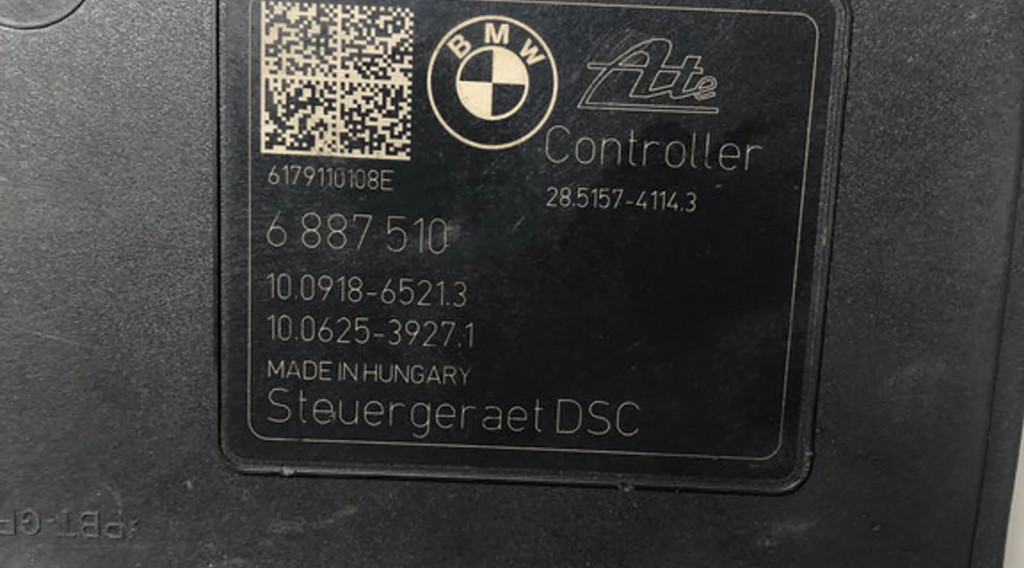 BMW
Ate
Controller
28.5157-4114.3
6179110108E
6 887 510
10.0918-6521.3
10.0625-3927.1
MADE IN HUNGARY
Steuergeraet DSC